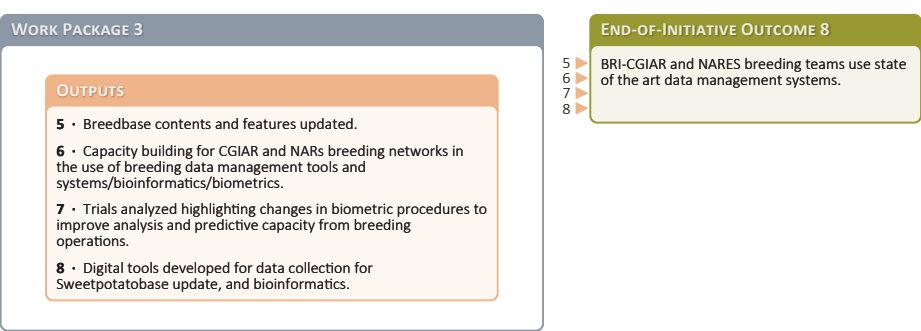 WORK PACKAGE 3
OUTPUTS
5 · Breedbase contents and features updated.
6 · Capacity building for CGIAR and NARs breeding networks in
the use of breeding data management tools and
systems/bioinformatics/biometrics.
7 · Trials analyzed highlighting changes in biometric procedures to
improve analysis and predictive capacity from breeding
operations.
8 · Digital tools developed for data collection for
Sweetpotatobase update, and bioinformatics.
END-OF-INITIATIVE OUTCOME 8
5
6
7
8
BRI-CGIAR and NARES breeding teams use state
of the art data management systems.